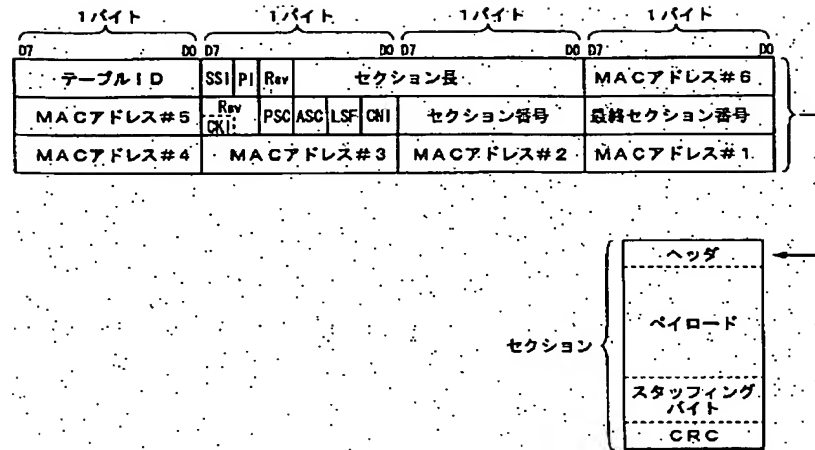 1バイト 1バイト 1バイト 1バイト
D7 D0 D7 D0 D7 D0 D7 D0
テーブルID SSI PI Rsv セクション長 MACアドレス#6
MACアドレス#5 Rsv CKI PSC ASC LSF CNI セクション番号 最終セクション番号
MACアドレス#4 MACアドレス#3 MACアドレス#2 MACアドレス#1
ヘッダ
ペイロード
セクション
スタッフィング
バイト
CRC